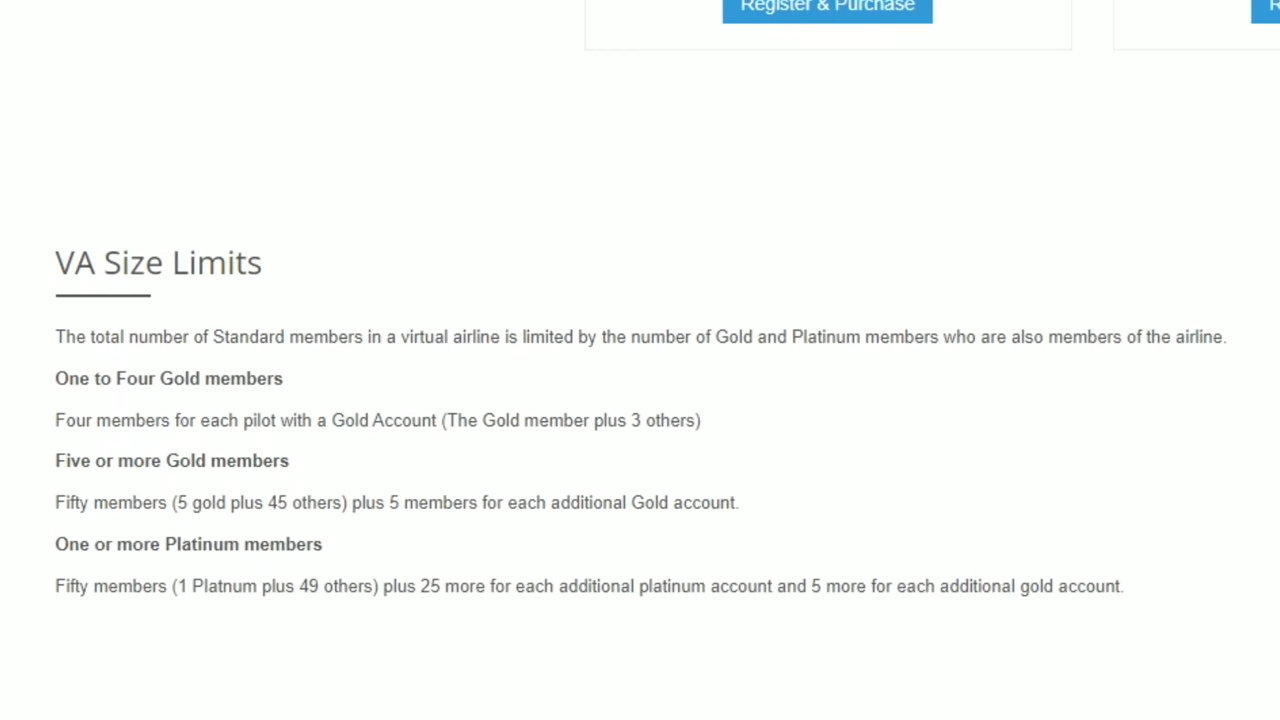 Register & Purchase
VA Size Limits
The total number of Standard members in a virtual airline is limited by the number of Gold and Platinum members who are also members of the airline.
One to Four Gold members
Four members for each pilot with a Gold Account (The Gold member plus 3 others)
Five or more Gold members
Fifty members (5 gold plus 45 others) plus 5 members for each additional Gold account.
One or more Platinum members
Fifty members (1 Platnum plus 49 others) plus 25 more for each additional platinum account and 5 more for each additional gold account.